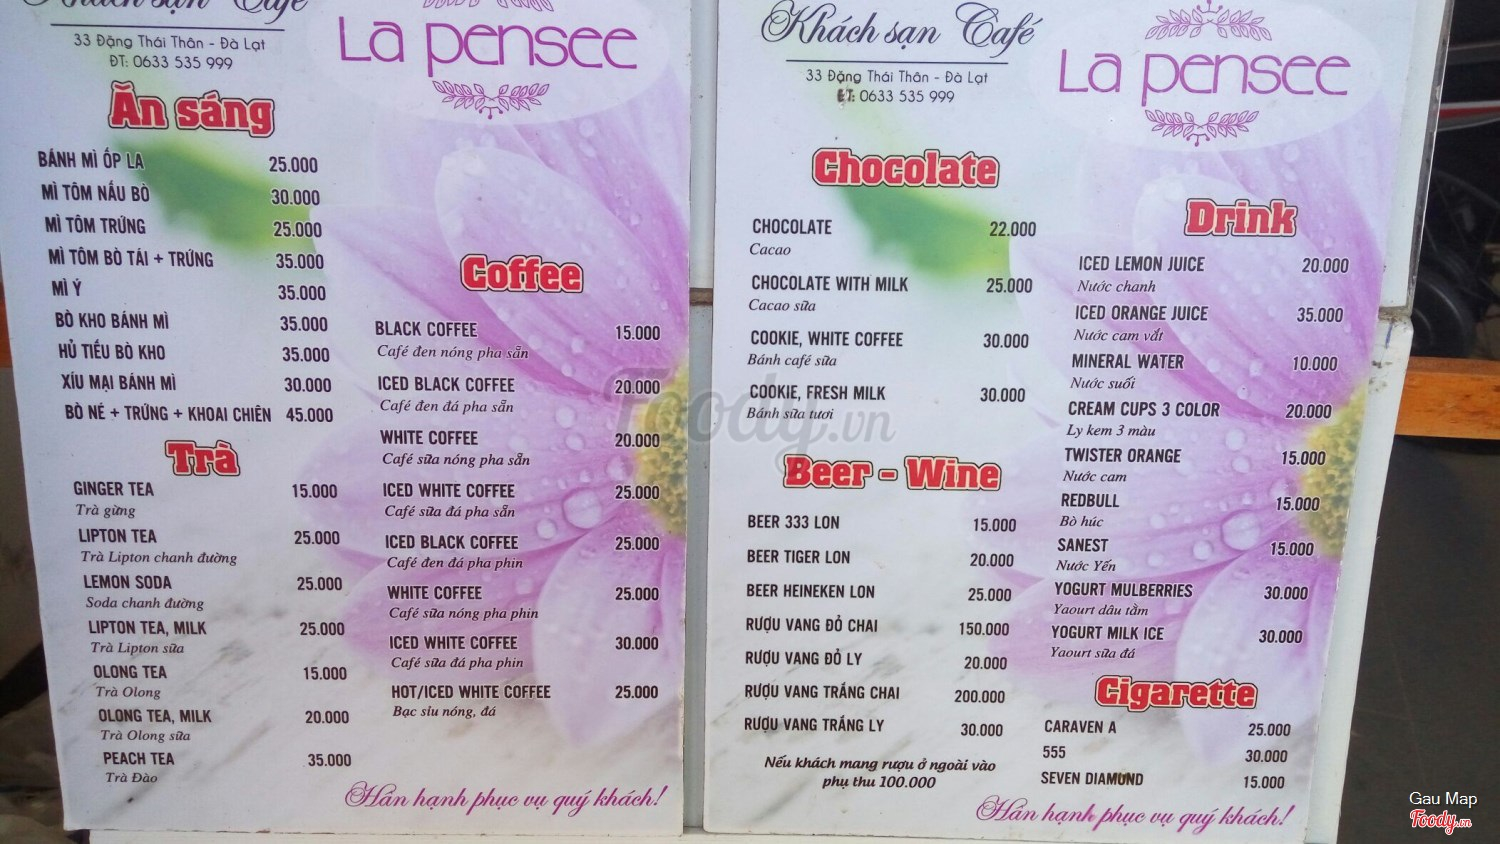 Khách sạn Café
33 Đặng Thái Thân - Đà Lạt
ĐT: 0633 535 999
La pensee
Ăn sáng
BÁNH MÌ ỐP LA 25.000
MÌ TÔM NẤU BÒ 30.000
MÌ TÔM TRỨNG 25.000
MÌ TÔM BÒ TÁI + TRỨNG 35.000
MÌ Ý 35.000
BÒ KHO BÁNH MÌ 35.000
HỦ TIẾU BÒ KHO 35.000
XÍU MẠI BÁNH MÌ 30.000
BÒ NÉ + TRỨNG + KHOAI CHIÊN 45.000
Trà
GINGER TEA 15.000
Trà gừng
LIPTON TEA 25.000
Trà Lipton chanh đường
LEMON SODA 25.000
Soda chanh đường
LIPTON TEA, MILK 25.000
Trà Lipton sữa
OLONG TEA 15.000
Trà Olong
OLONG TEA, MILK 20.000
Trà Olong sữa
PEACH TEA 35.000
Trà Đào
Coffee
BLACK COFFEE 15.000
Café đen nóng pha sẵn
ICED BLACK COFFEE 20.000
Café đen đá pha sẵn
WHITE COFFEE 20.000
Café sữa nóng pha sẵn
ICED WHITE COFFEE 25.000
Café sữa đá pha sẵn
ICED BLACK COFFEE 25.000
Café đen đá pha phin
WHITE COFFEE 25.000
Café sữa nóng pha phin
ICED WHITE COFFEE 30.000
Café sữa đá pha phin
HOT/ICED WHITE COFFEE 25.000
Bạc sỉu nóng, đá
Hân hạnh phục vụ quý khách!
Khách sạn Café
33 Đặng Thái Thân - Đà Lạt
ĐT: 0633 535 999
La pensee
Chocolate
CHOCOLATE 22.000
Cacao
CHOCOLATE WITH MILK 25.000
Cacao sữa
COOKIE, WHITE COFFEE 30.000
Bánh café sữa
COOKIE, FRESH MILK 30.000
Bánh sữa tươi
Beer - Wine
BEER 333 LON 15.000
BEER TIGER LON 20.000
BEER HEINEKEN LON 25.000
RƯỢU VANG ĐỎ CHAI 150.000
RƯỢU VANG ĐỎ LY 20.000
RƯỢU VANG TRẮNG CHAI 200.000
RƯỢU VANG TRẮNG LY 30.000
Nếu khách mang rượu ở ngoài vào
phụ thu 100.000
Drink
ICED LEMON JUICE 20.000
Nước chanh
ICED ORANGE JUICE 35.000
Nước cam vắt
MINERAL WATER 10.000
Nước suối
CREAM CUPS 3 COLOR 20.000
Ly kem 3 màu
TWISTER ORANGE 15.000
Nước cam
REDBULL 15.000
Bò húc
SANEST 15.000
Nước Yến
YOGURT MULBERRIES 30.000
Yaourt dâu tằm
YOGURT MILK ICE 30.000
Yaourt sữa đá
Cigarette
CARAVEN A 25.000
555 30.000
SEVEN DIAMUND 15.000
Hân hạnh phục vụ quý khách!
Foody.vn
Gau Map
Foody.vn